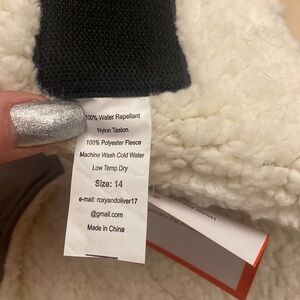 100% Water Repellant
Nylon Taslon
100% Polyester Fleece
Machine Wash Cold Water
Low Temp Dry
Size: 14
e-mail: roxyandoliver17
@gmail.com
Made in China